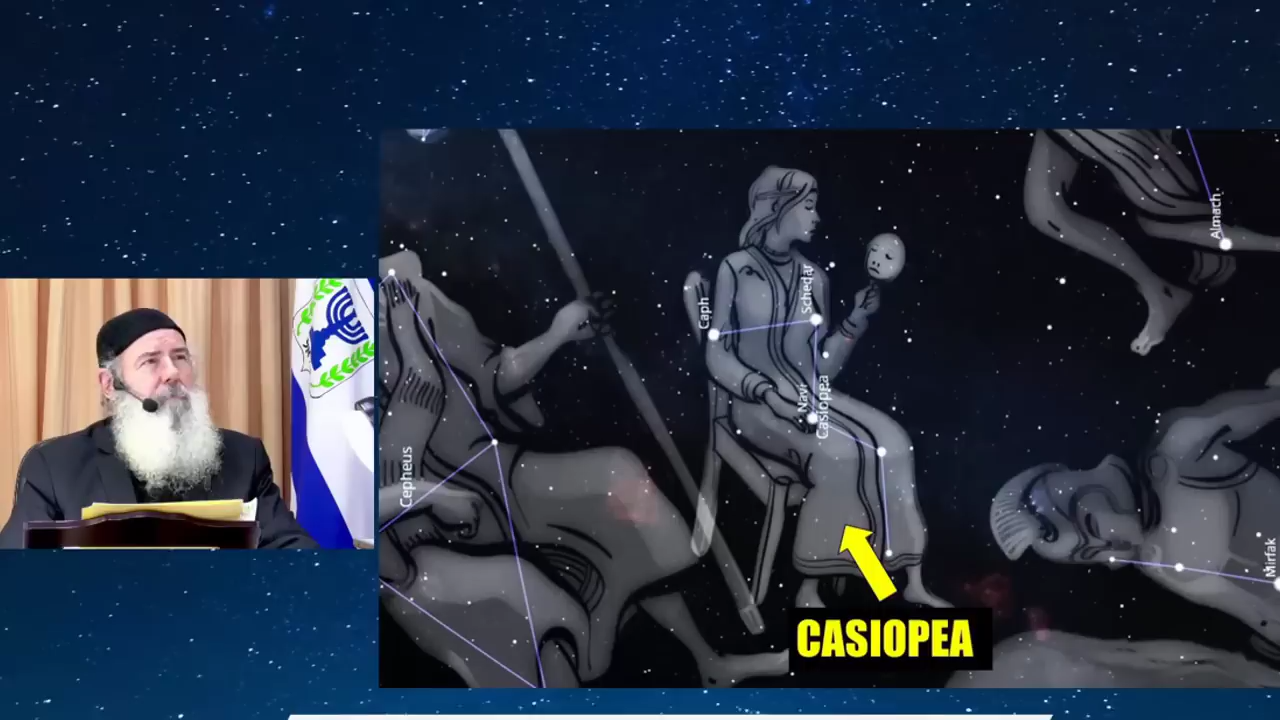 Almach
Schedar
Caph
Navi
Casiopea
Cepheus
Mirfak
CASIOPEA